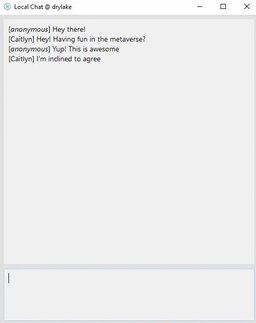 Local Chat @ drylake
[anonymous] Hey there!
[Caitlyn] Hey! Having fun in the metaverse?
[anonymous] Yup! This is awesome
[Caitlyn] I'm inclined to agree